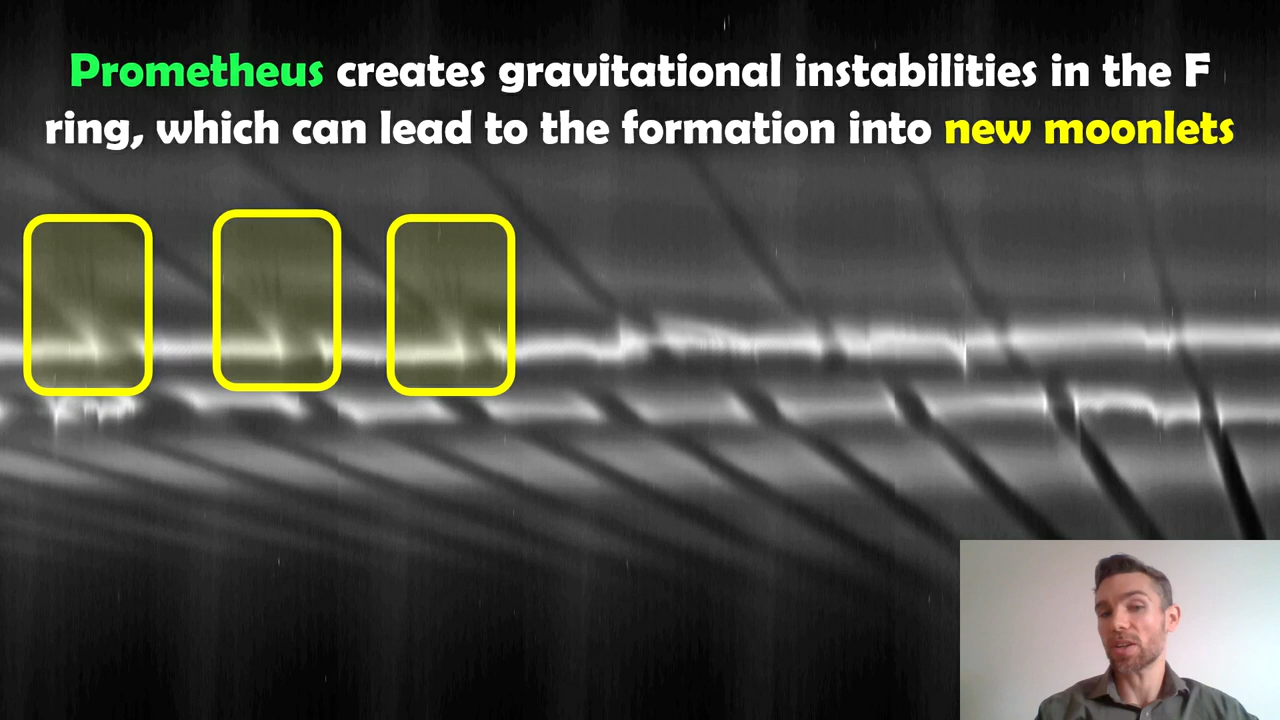 Prometheus creates gravitational instabilities in the F
ring, which can lead to the formation into new moonlets